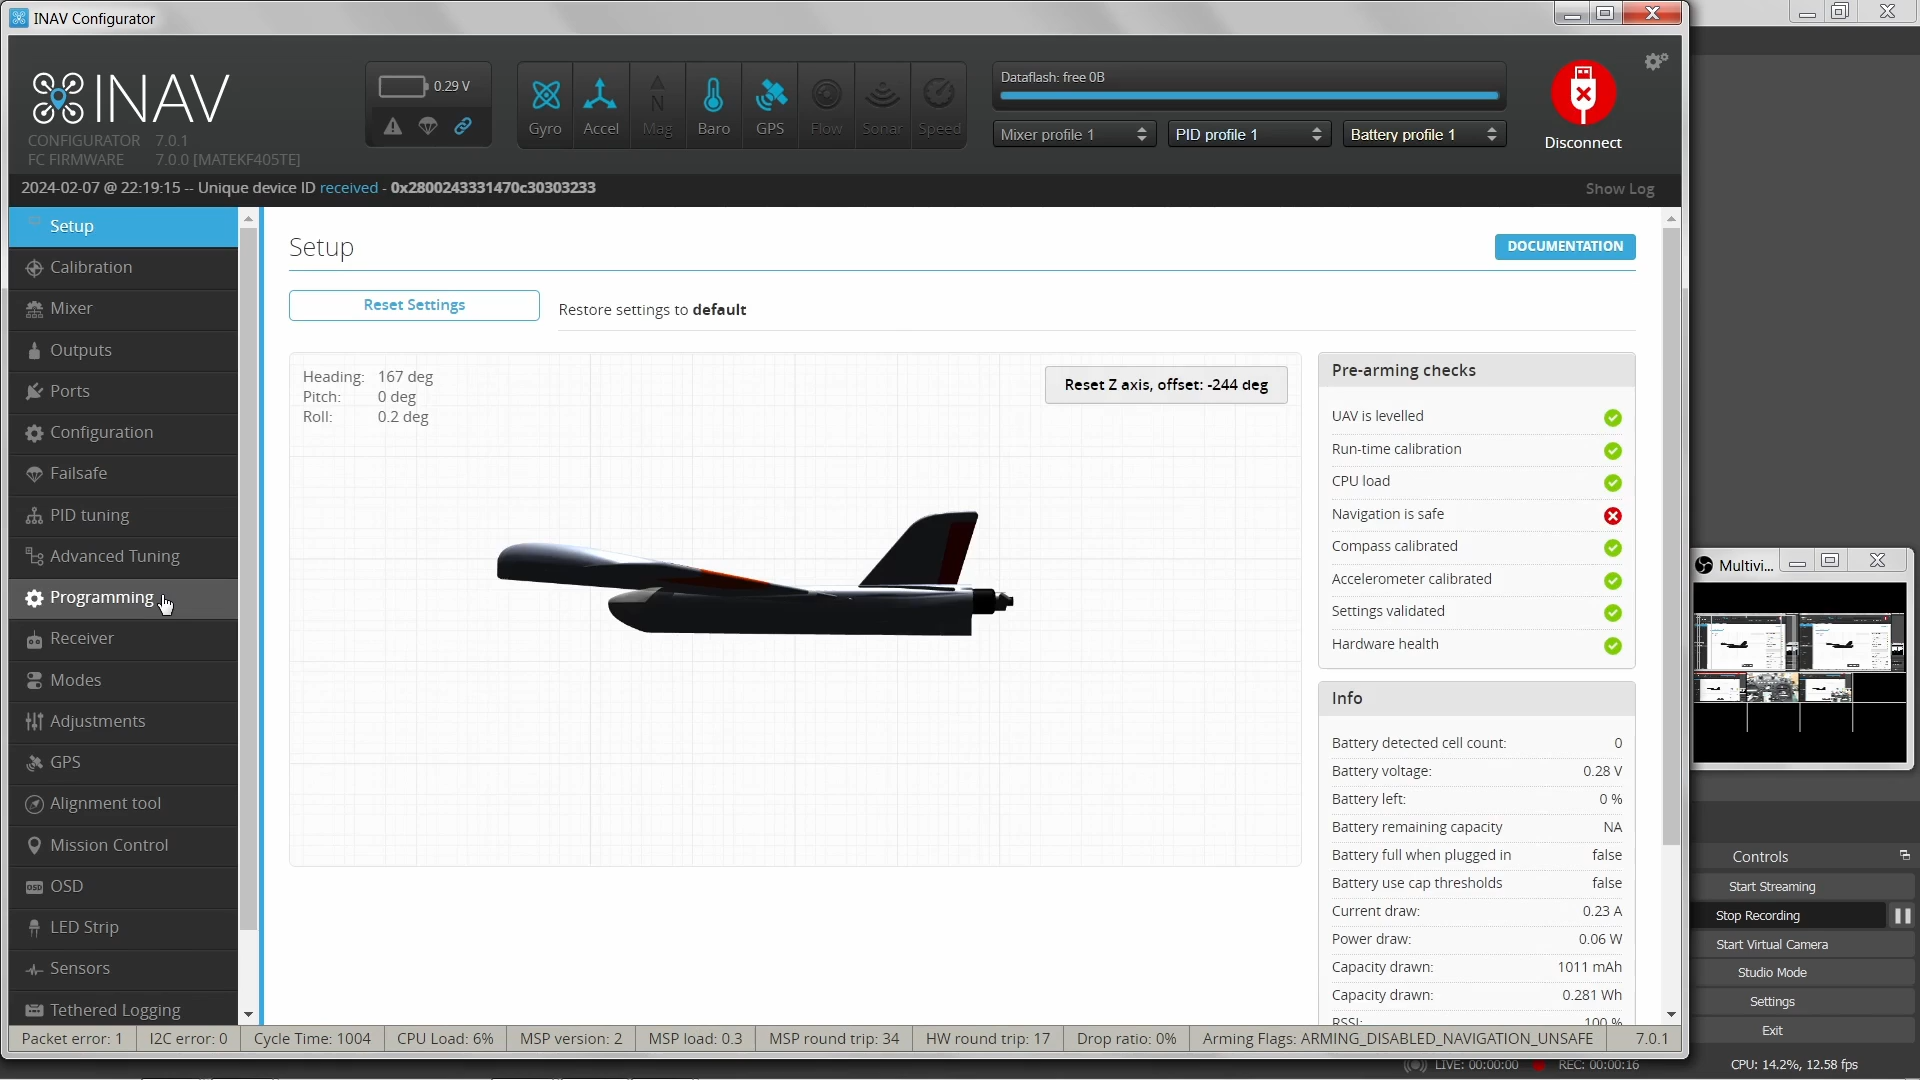 INAV Configurator
INAV
CONFIGURATOR 7.0.1
FC FIRMWARE 7.0.0 [MATEKF405TE]
0.29 V
Gyro
Accel
Mag
Baro
GPS
Flow
Sonar
Speed
Dataflash: free 0B
Mixer profile 1
PID profile 1
Battery profile 1
Disconnect
2024-02-07 @ 22:19:15 -- Unique device ID received - 0x2800243331470c30303233
Show Log
Setup
Calibration
Mixer
Outputs
Ports
Configuration
Failsafe
PID tuning
Advanced Tuning
Programming
Receiver
Modes
Adjustments
GPS
Alignment tool
Mission Control
OSD
LED Strip
Sensors
Tethered Logging
Setup
DOCUMENTATION
Reset Settings
Restore settings to default
Heading: 167 deg
Pitch: 0 deg
Roll: 0.2 deg
Reset Z axis, offset: -244 deg
Pre-arming checks
UAV is levelled
Run-time calibration
CPU load
Navigation is safe
Compass calibrated
Accelerometer calibrated
Settings validated
Hardware health
Info
Battery detected cell count: 0
Battery voltage: 0.28 V
Battery left: 0 %
Battery remaining capacity NA
Battery full when plugged in false
Battery use cap thresholds false
Current draw: 0.23 A
Power draw: 0.06 W
Capacity drawn: 1011 mAh
Capacity drawn: 0.281 Wh
RSSI: 100 %
Packet error: 1
I2C error: 0
Cycle Time: 1004
CPU Load: 6%
MSP version: 2
MSP load: 0.3
MSP round trip: 34
HW round trip: 17
Drop ratio: 0%
Arming Flags: ARMING_DISABLED_NAVIGATION_UNSAFE
7.0.1
Multivi...
Controls
Start Streaming
Stop Recording
Start Virtual Camera
Studio Mode
Settings
Exit
LIVE: 00:00:00
REC: 00:00:16
CPU: 14.2%, 12.58 fps